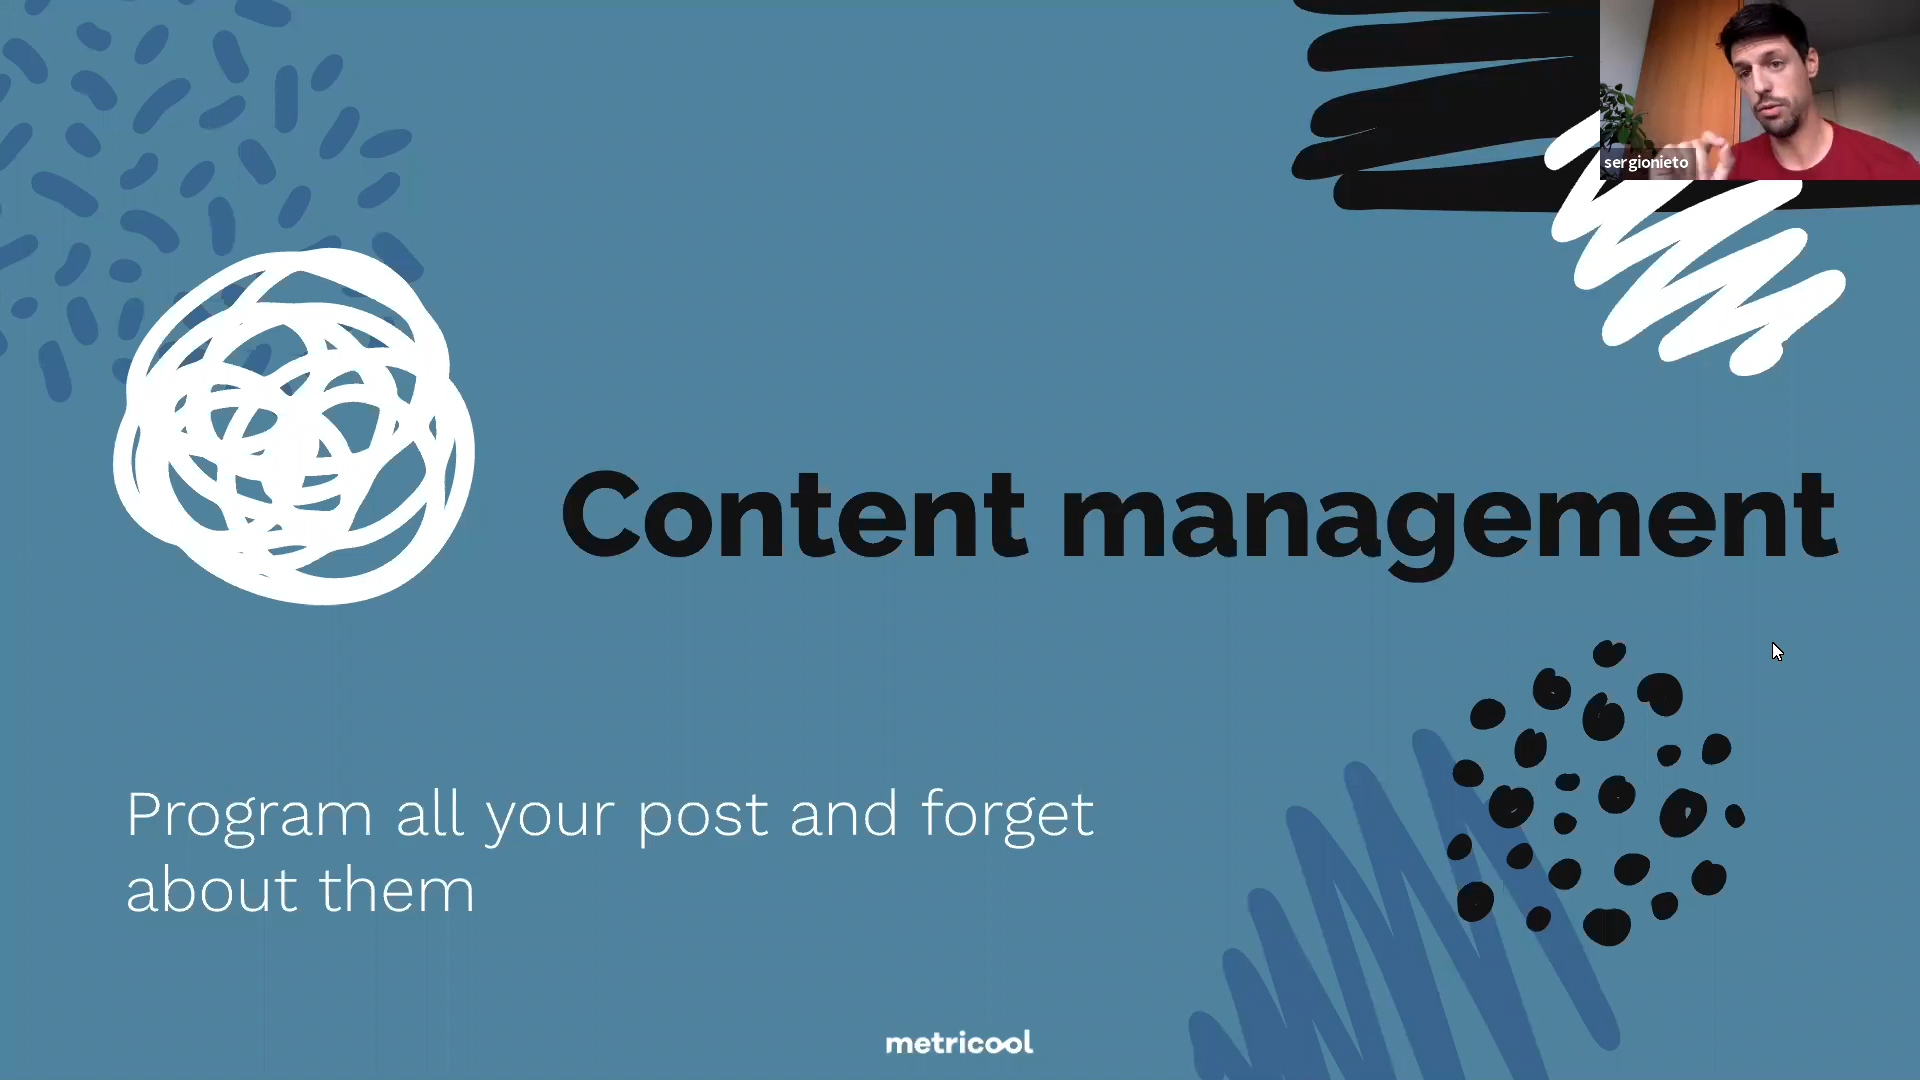 sergionieto
Content management
Program all your post and forget
about them
metricool